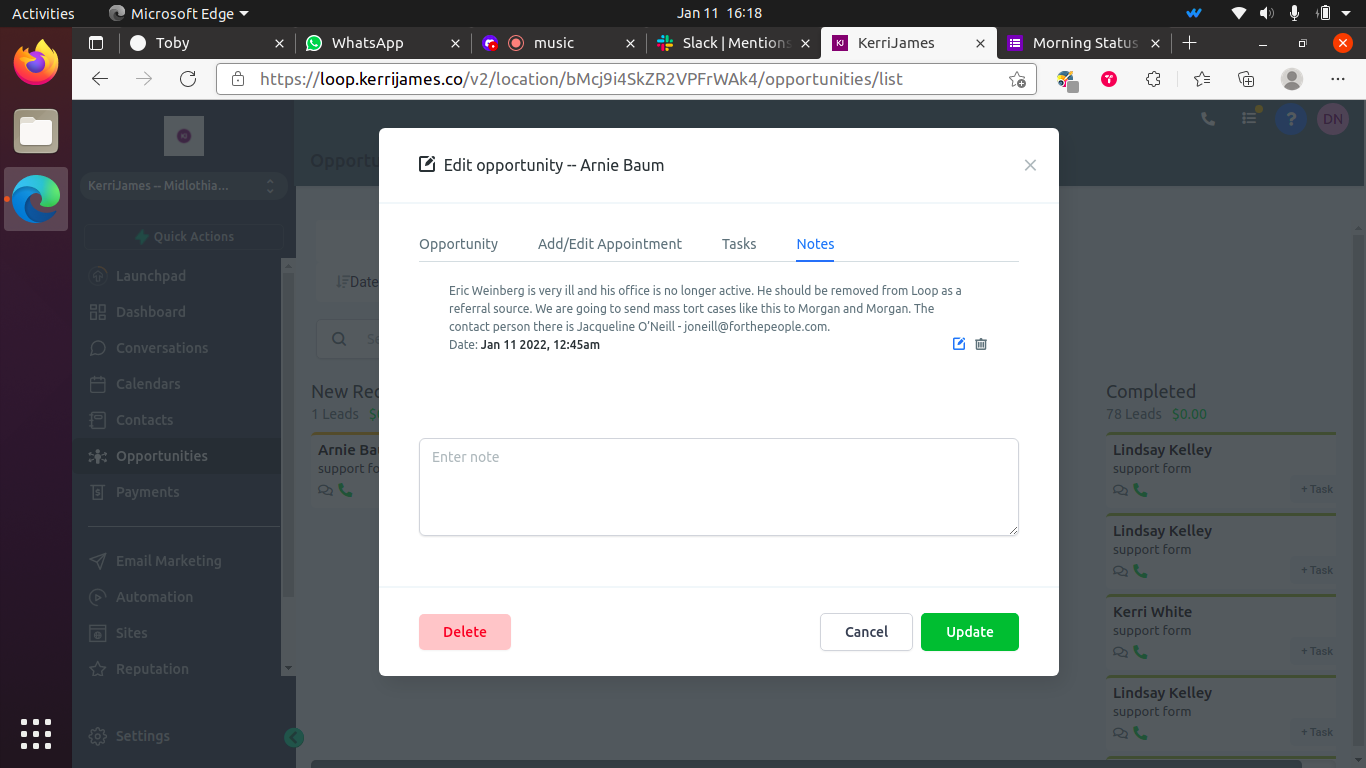 Activities
Microsoft Edge
Jan 11 16:18
Toby
WhatsApp
music
Slack | Mentions
KerriJames
Morning Status
https://loop.kerrijames.co/v2/location/bMcj9i4SkZR2VPFrWAk4/opportunities/list
KJ
KerriJames -- Midlothia...
Quick Actions
Launchpad
Dashboard
Conversations
Calendars
Contacts
Opportunities
Payments
Email Marketing
Automation
Sites
Reputation
Settings
?
DN
Opportu
Date
Se
New Rec
1 Leads $
Arnie Bau
support fo
Edit opportunity -- Arnie Baum
Opportunity
Add/Edit Appointment
Tasks
Notes
Eric Weinberg is very ill and his office is no longer active. He should be removed from Loop as a
referral source. We are going to send mass tort cases like this to Morgan and Morgan. The
contact person there is Jacqueline O’Neill - joneill@forthepeople.com.
Date: Jan 11 2022, 12:45am
Enter note
Delete
Cancel
Update
Completed
78 Leads $0.00
Lindsay Kelley
support form
+ Task
Lindsay Kelley
support form
+ Task
Kerri White
support form
+ Task
Lindsay Kelley
support form
+ Task